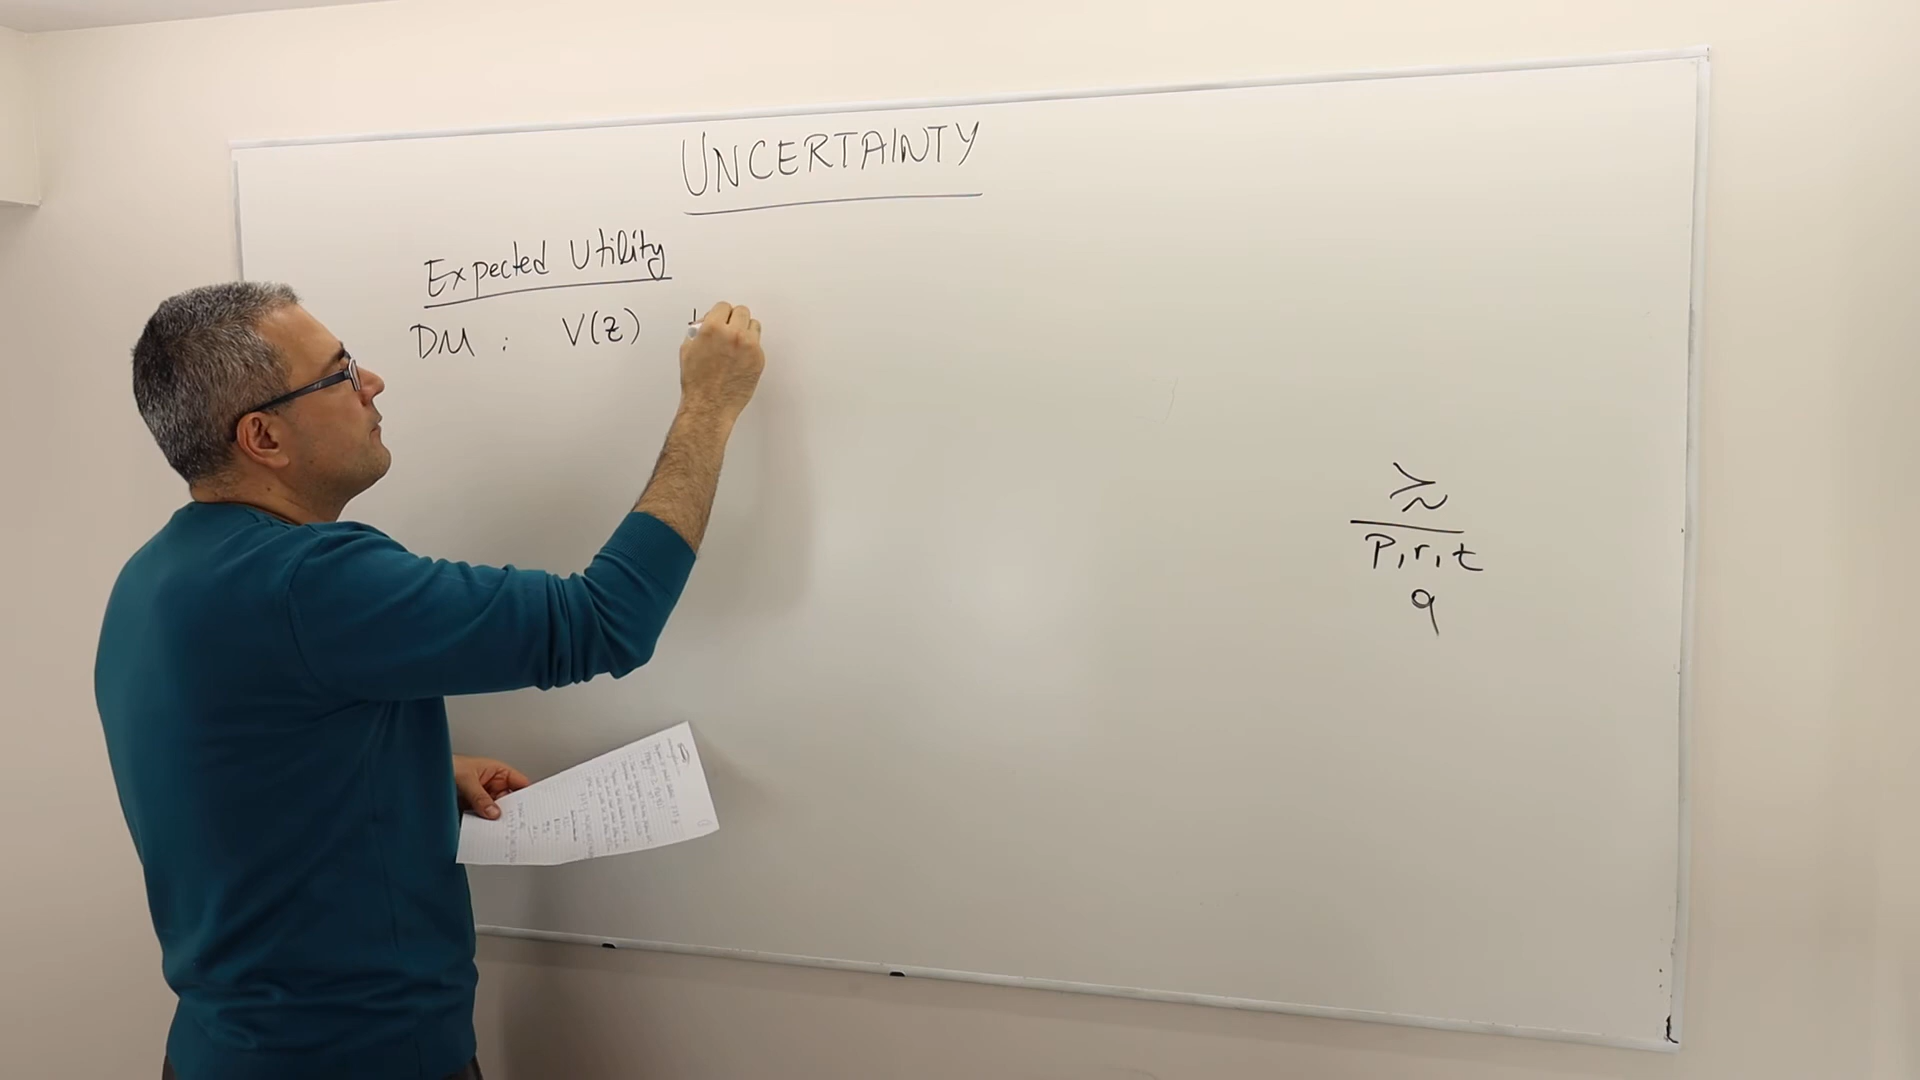 UNCERTAINTY
Expected Utility
DM : V(z)
≿
P, r, t
q